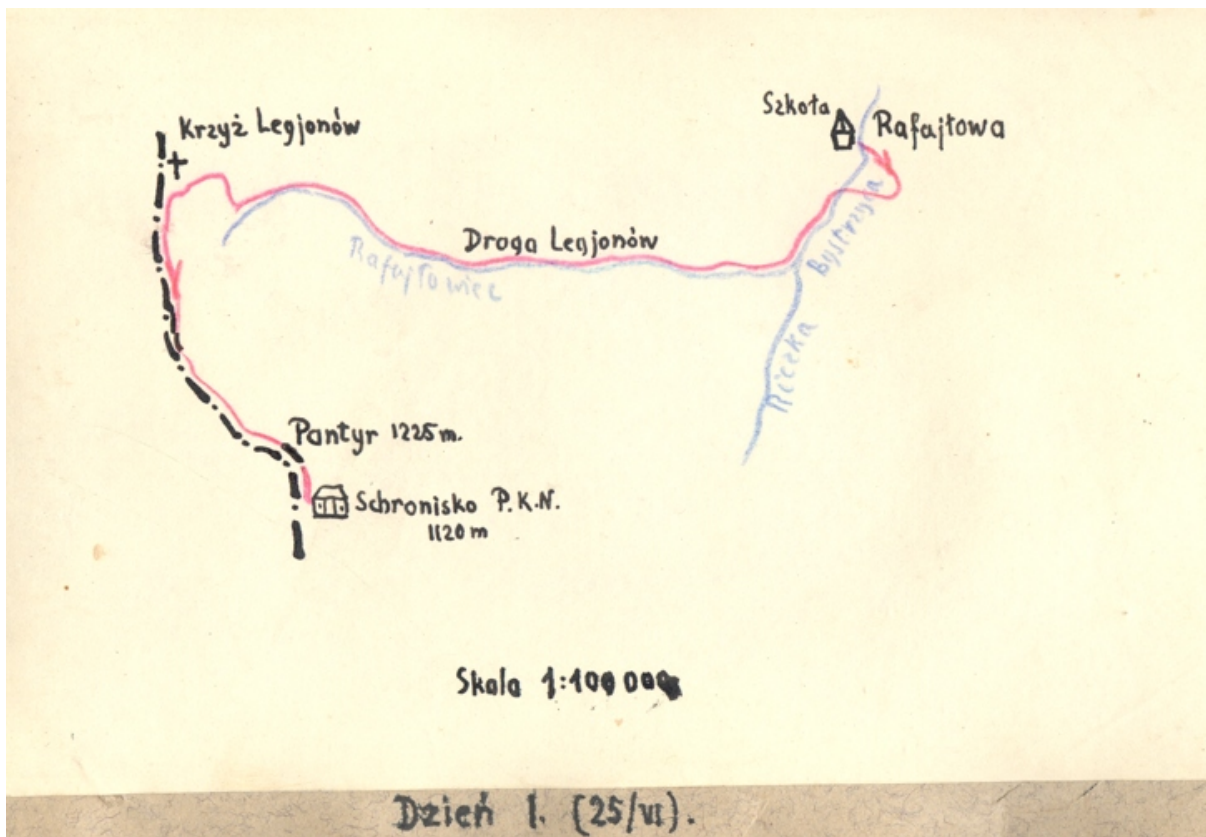 Krzyż Legjonów
Szkoła
Rafajłowa
Droga Legjonów
Rafajłowiec
Bystrzyca
Rzeczka
Pantyr 1225 m.
Schronisko P.K.N.
1120 m
Skala 1:100 000
Dzień 1. (25/VI).